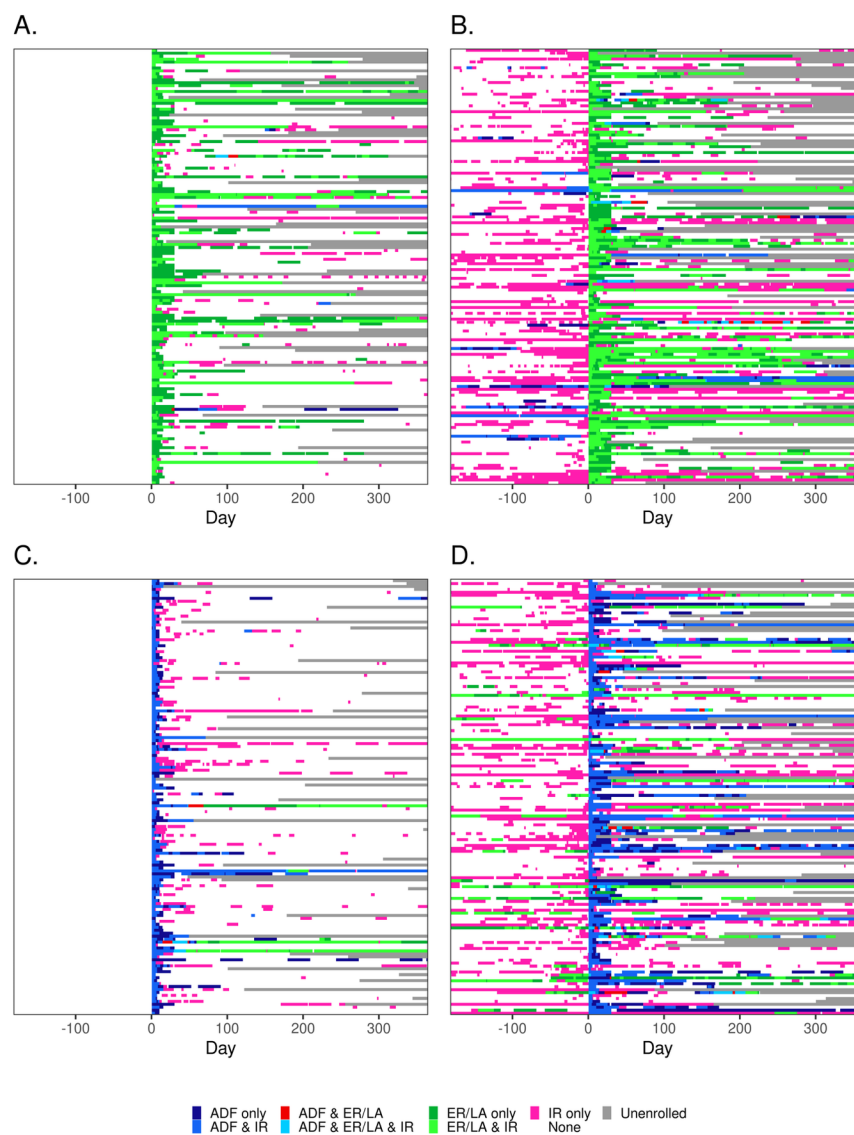 A.
B.
-100 0 100 200 300
-100 0 100 200 300
Day
Day
C.
D.
-100 0 100 200 300
-100 0 100 200 300
Day
Day
ADF only ADF & ER/LA ER/LA only IR only Unenrolled
ADF & IR ADF & ER/LA & IR ER/LA & IR None